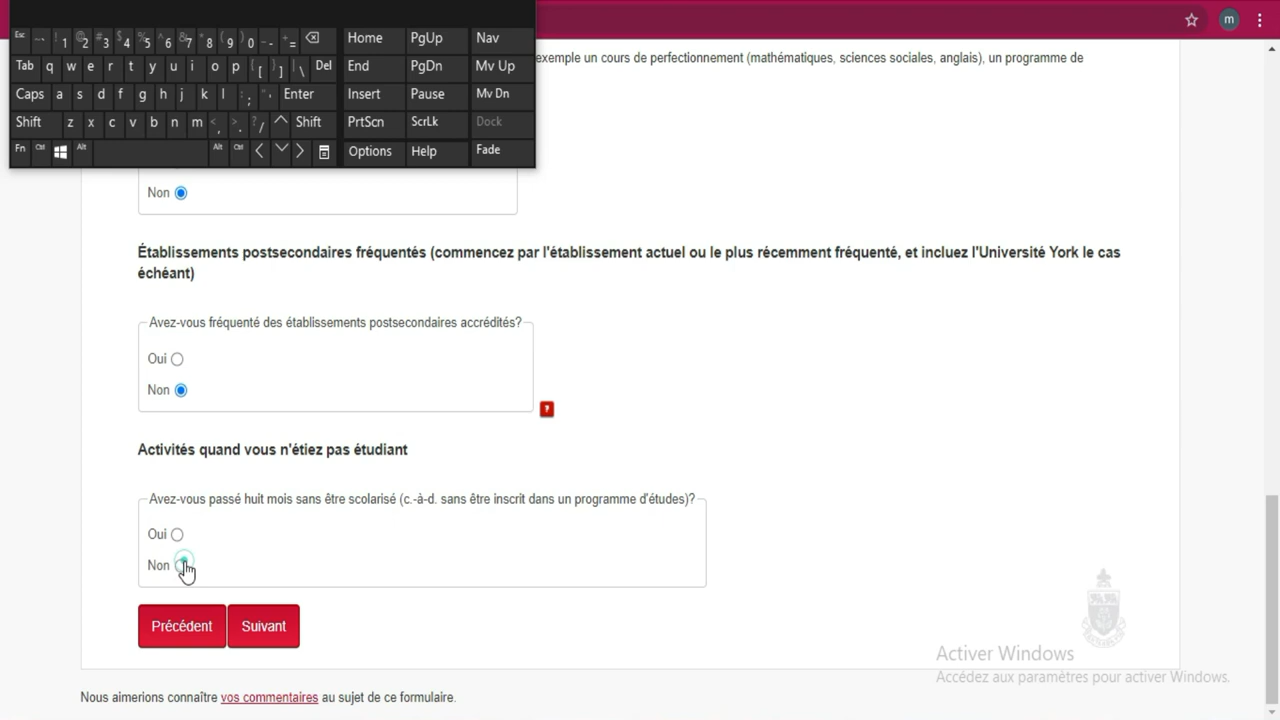 Esc ~ ` ! 1 @ 2 # 3 $ 4 % 5 ^ 6 & 7 * 8 ( 9 ) 0 _ - + = Home PgUp Nav
Tab q w e r t y u i o p { [ } ] | \ Del End PgDn Mv Up
Caps a s d f g h j k l : ; " ' Enter Insert Pause Mv Dn
Shift z x c v b n m < , > . ? / Shift PrtScn ScrLk Dock
Fn Ctrl Alt Alt Ctrl Options Help Fade
m
exemple un cours de perfectionnement (mathématiques, sciences sociales, anglais), un programme de
Non
Établissements postsecondaires fréquentés (commencez par l'établissement actuel ou le plus récemment fréquenté, et incluez l'Université York le cas
échéant)
Avez-vous fréquenté des établissements postsecondaires accrédités?
Oui
Non
?
Activités quand vous n'étiez pas étudiant
Avez-vous passé huit mois sans être scolarisé (c.-à-d. sans être inscrit dans un programme d'études)?
Oui
Non
Précédent Suivant
Activer Windows
Accédez aux paramètres pour activer Windows.
Nous aimerions connaître vos commentaires au sujet de ce formulaire.